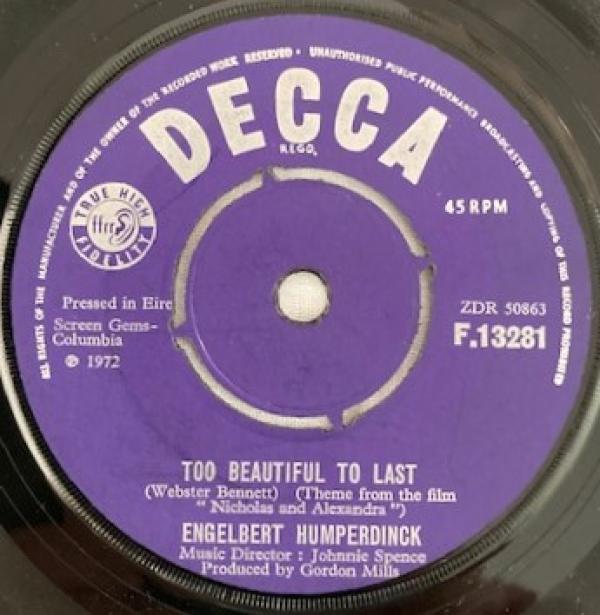 ALL RIGHTS OF THE MANUFACTURER AND OF THE OWNER OF THE RECORDED WORK RESERVED • UNAUTHORISED PUBLIC PERFORMANCE BROADCASTING AND COPYING OF THIS RECORD PROHIBITED
DECCA
REGD.
TRUE HIGH
ffrr
FIDELITY
45 RPM
Pressed in Eire
Screen Gems-
Columbia
℗ 1972
ZDR 50863
F.13281
TOO BEAUTIFUL TO LAST
(Webster Bennett) (Theme from the film
" Nicholas and Alexandra ")
ENGELBERT HUMPERDINCK
Music Director : Johnnie Spence
Produced by Gordon Mills